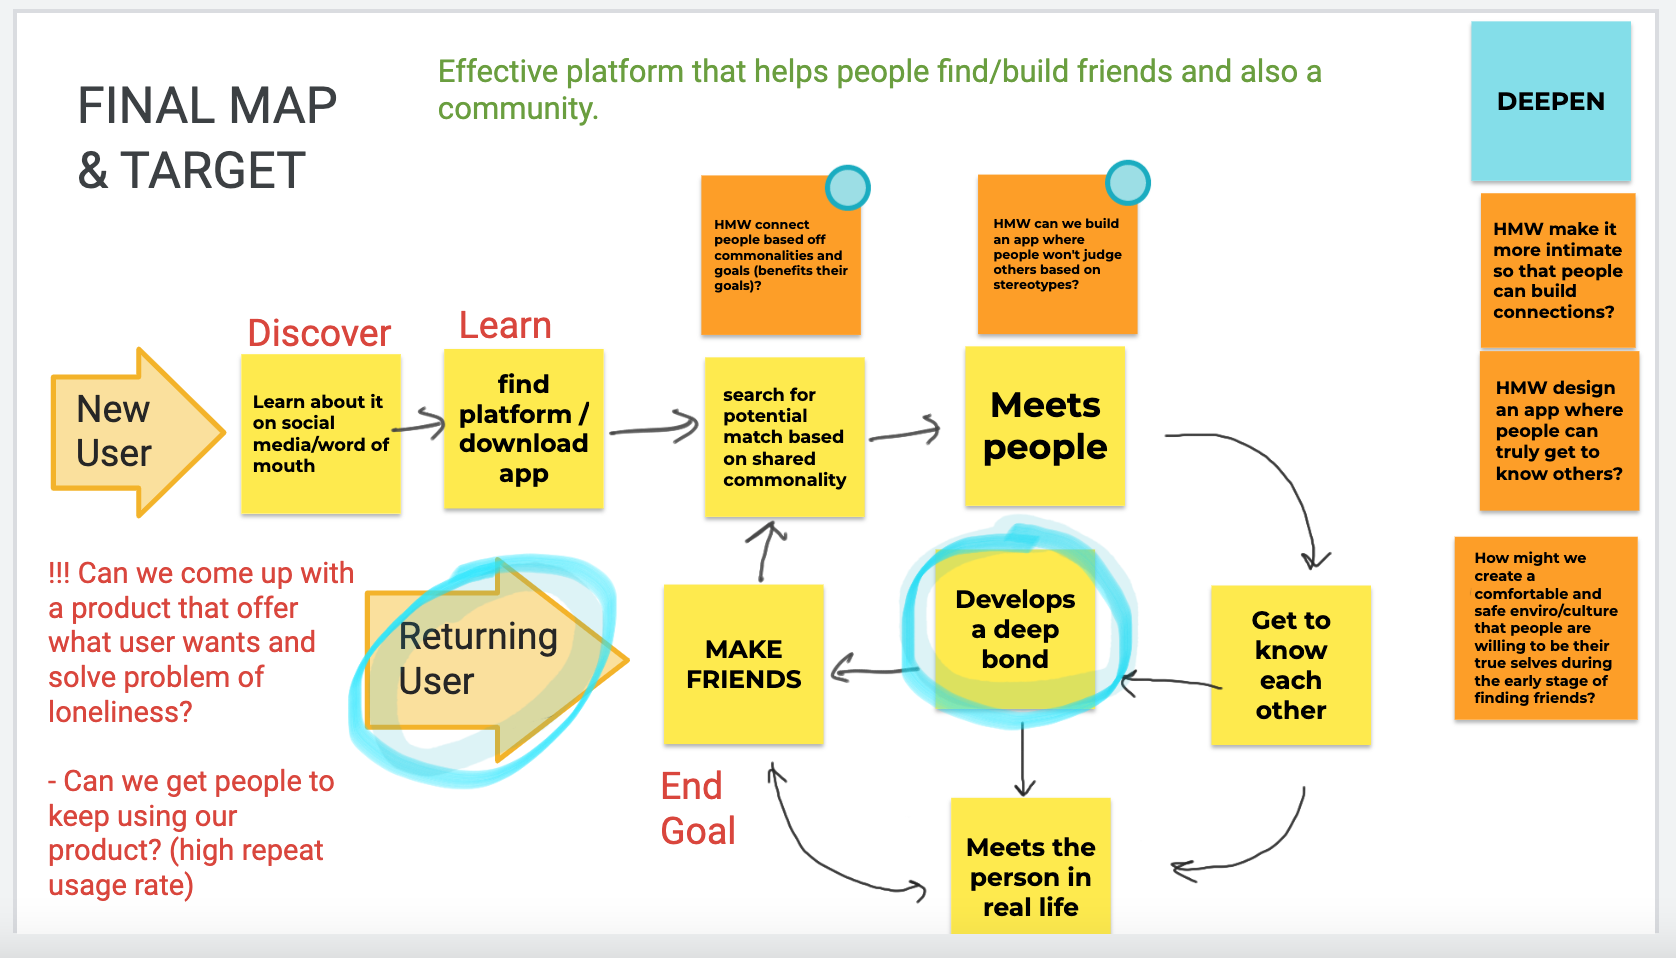 FINAL MAP
& TARGET
Effective platform that helps people find/build friends and also a
community.
DEEPEN
HMW connect
people based off
commonalities and
goals (benefits their
goals)?
HMW can we build
an app where
people won't judge
others based on
stereotypes?
HMW make it
more intimate
so that people
can build
connections?
HMW design
an app where
people can
truly get to
know others?
How might we
create a
comfortable and
safe enviro/culture
that people are
willing to be their
true selves during
the early stage of
finding friends?
New
User
Discover
Learn about it
on social
media/word of
mouth
Learn
find
platform /
download
app
search for
potential
match based
on shared
commonality
Meets
people
!!! Can we come up with
a product that offer
what user wants and
solve problem of
loneliness?
- Can we get people to
keep using our
product? (high repeat
usage rate)
Returning
User
MAKE
FRIENDS
End
Goal
Develops
a deep
bond
Get to
know
each
other
Meets the
person in
real life